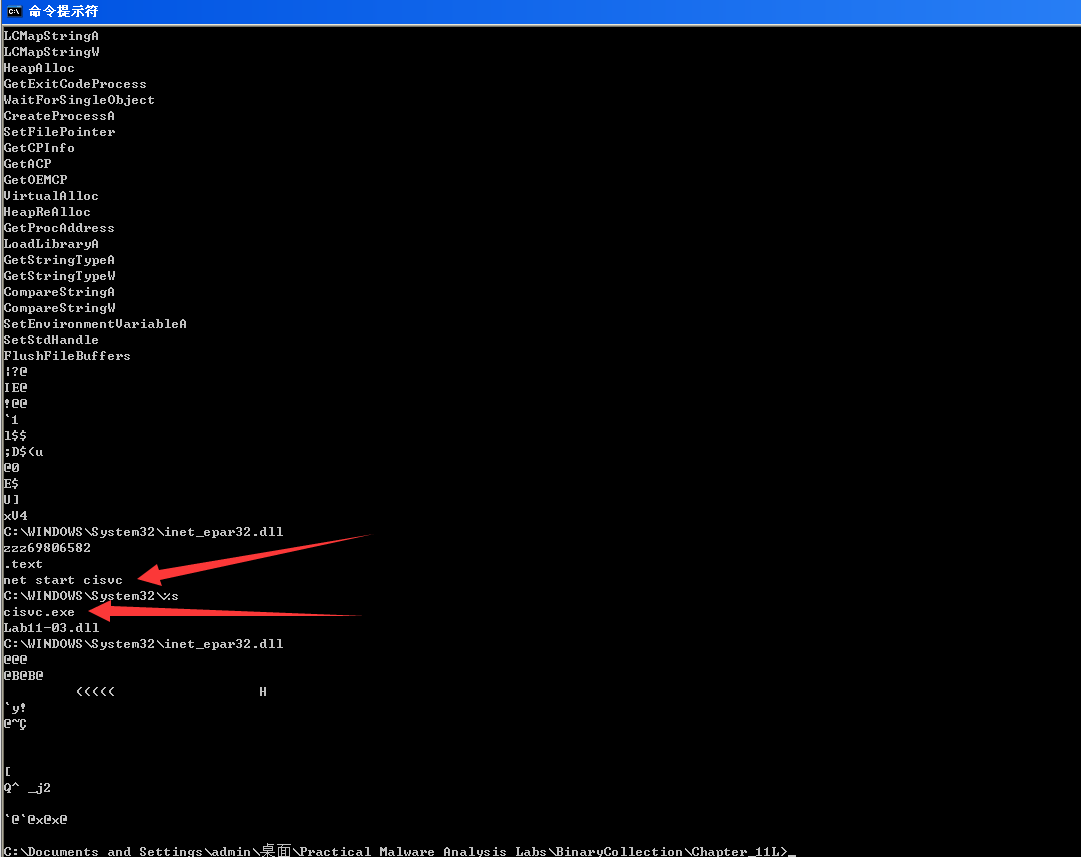 命令提示符
LCMapStringA
LCMapStringW
HeapAlloc
GetExitCodeProcess
WaitForSingleObject
CreateProcessA
SetFilePointer
GetCPInfo
GetACP
GetOEMCP
VirtualAlloc
HeapReAlloc
GetProcAddress
LoadLibraryA
GetStringTypeA
GetStringTypeW
CompareStringA
CompareStringW
SetEnvironmentVariableA
SetStdHandle
FlushFileBuffers
¦?@
IE@
!@@
`1
l$$
;D$<u
@0
E$
U]
xV4
C:\WINDOWS\System32\inet_epar32.dll
zzz69806582
.text
net start cisvc
C:\WINDOWS\System32\%s
cisvc.exe
Lab11-03.dll
C:\WINDOWS\System32\inet_epar32.dll
@@@
@B@B@
<<<<< H
`y!
@~
[
Q^ _j2
`@`@x@x@
C:\Documents and Settings\admin\桌面\Practical Malware Analysis Labs\BinaryCollection\Chapter_11L>_